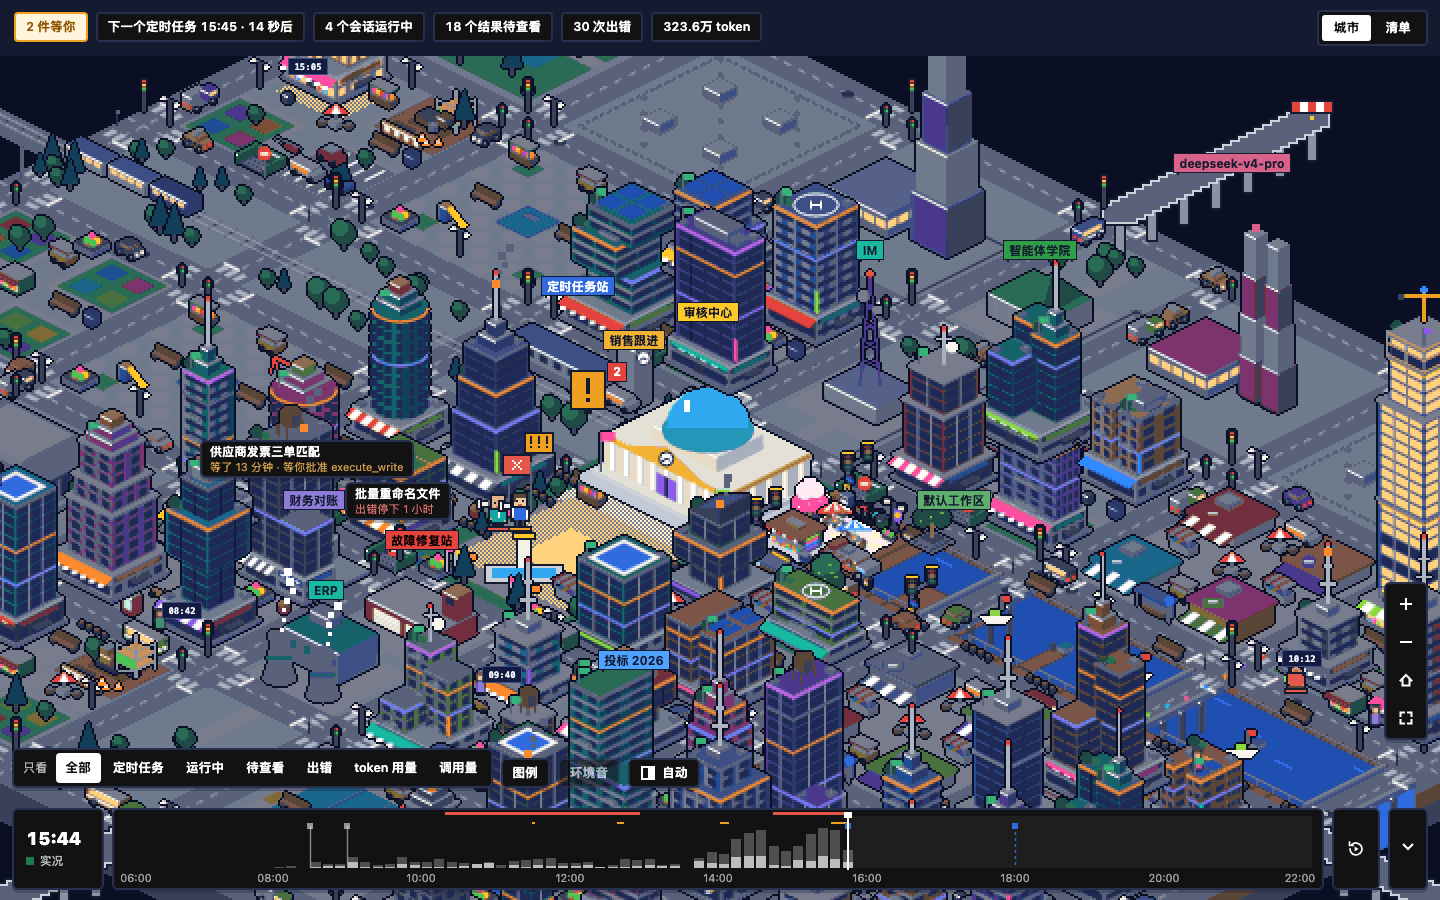 2 件等你
下一个定时任务 15:45 · 14 秒后
4 个会话运行中
18 个结果待查看
30 次出错
323.6万 token
城市
清单
15:05
deepseek-v4-pro
IM
智能体学院
定时任务站
审核中心
销售跟进
!
2
!!!
供应商发票三单匹配
等了 13 分钟 · 等你批准 execute_write
财务对账
批量重命名文件
出错停下 1 小时
默认工作区
故障修复站
ERP
08:42
09:40
投标 2026
10:12
H
H
只看
全部
定时任务
运行中
待查看
出错
token 用量
调用量
图例
环境音
自动
15:44
实况
06:00
08:00
10:00
12:00
14:00
16:00
18:00
20:00
22:00